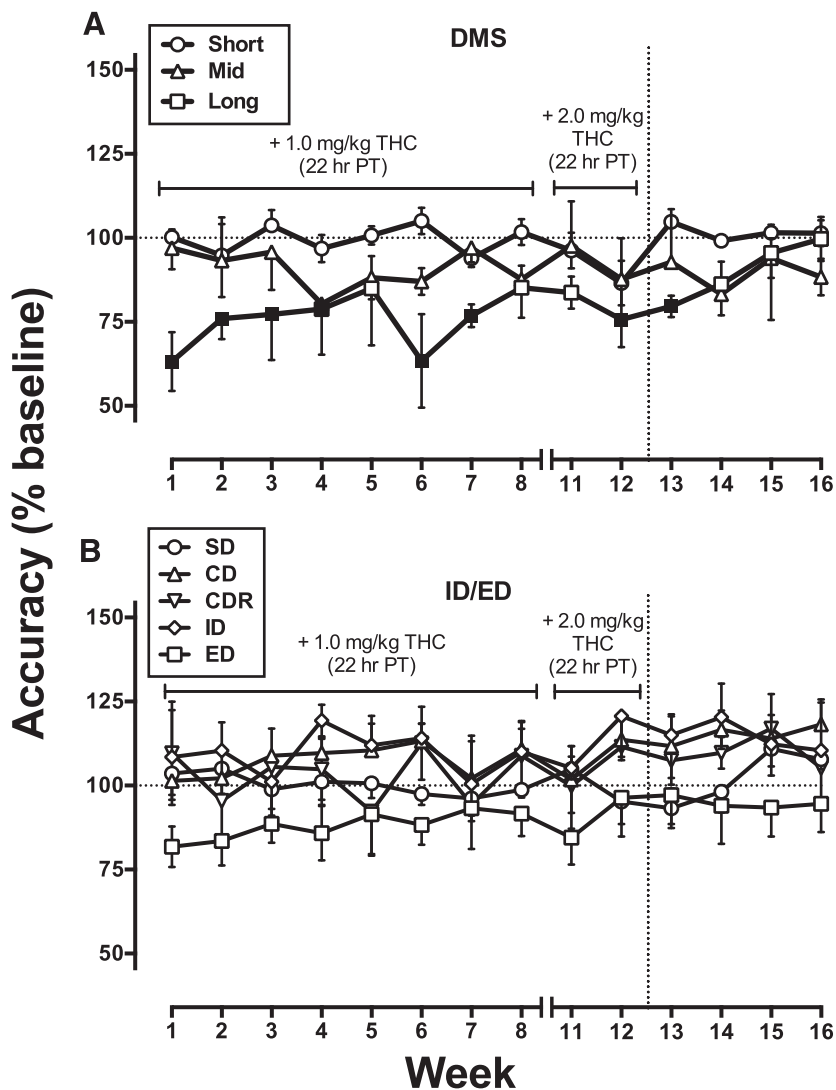 A
DMS
Short
Mid
Long
+ 1.0 mg/kg THC
(22 hr PT)
+ 2.0 mg/kg
THC
(22 hr PT)
150
125
100
75
50
1 2 3 4 5 6 7 8 11 12 13 14 15 16
Accuracy (% baseline)
B
ID/ED
SD
CD
CDR
ID
ED
+ 1.0 mg/kg THC
(22 hr PT)
+ 2.0 mg/kg
THC
(22 hr PT)
150
125
100
75
50
1 2 3 4 5 6 7 8 11 12 13 14 15 16
Week